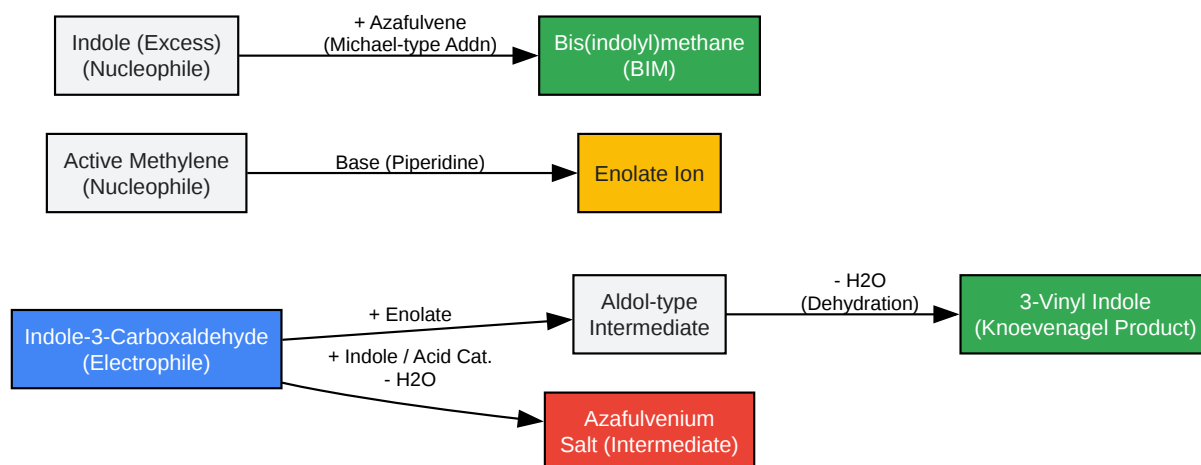 Indole (Excess)
(Nucleophile)
+ Azafulvene
(Michael-type Addn)
Bis(indolyl)methane
(BIM)
Active Methylene
(Nucleophile)
Base (Piperidine)
Enolate Ion
Indole-3-Carboxaldehyde
(Electrophile)
+ Enolate
Aldol-type
Intermediate
- H2O
(Dehydration)
3-Vinyl Indole
(Knoevenagel Product)
+ Indole / Acid Cat.
- H2O
Azafulvenium
Salt (Intermediate)